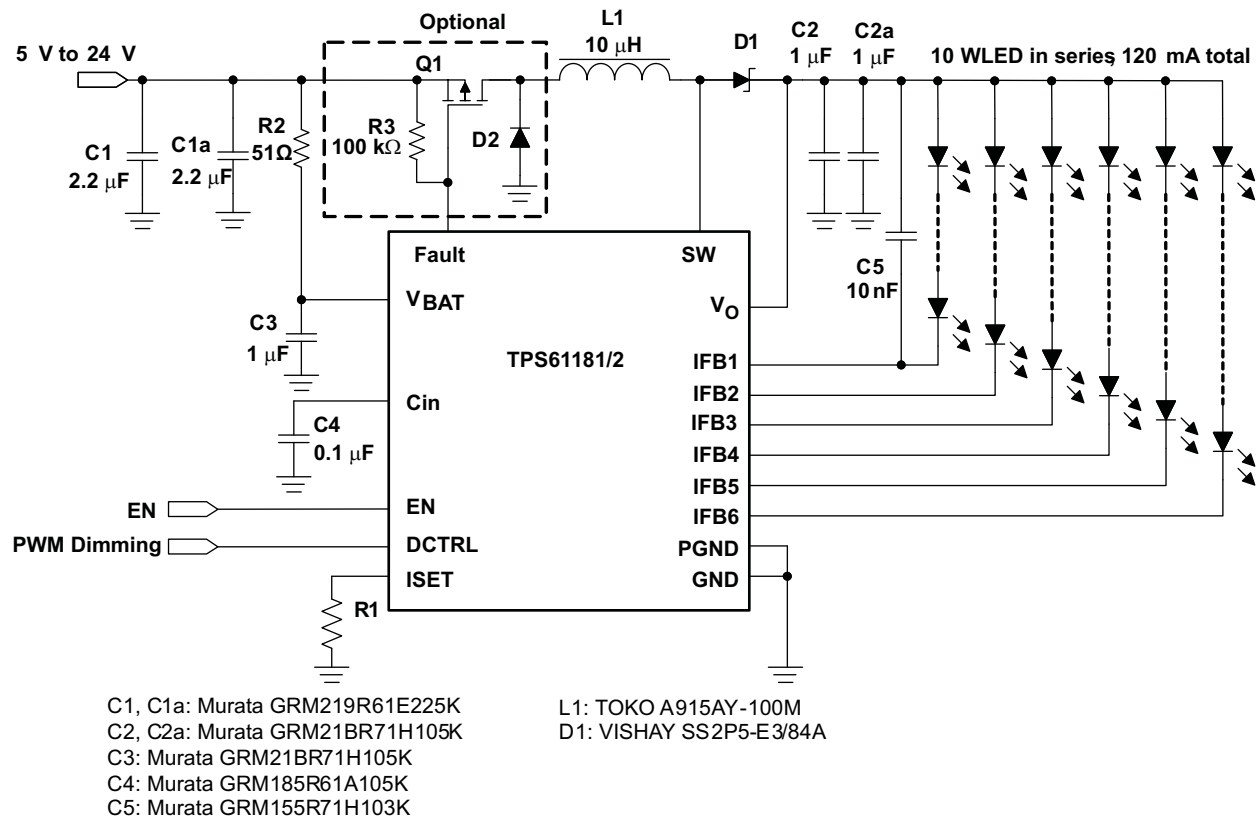 Optional
5 V to 24 V
Q1
L1
10 μH
D1
C2
1 μF
C2a
1 μF
10 WLED in series, 120 mA total
C1
2.2 μF
C1a
2.2 μF
R2
51Ω
R3
100 kΩ
D2
C5
10 nF
Fault
SW
VBAT
VO
C3
1 μF
TPS61181/2
IFB1
IFB2
IFB3
IFB4
IFB5
IFB6
Cin
C4
0.1 μF
EN
EN
PWM Dimming
DCTRL
ISET
PGND
GND
R1
C1, C1a: Murata GRM219R61E225K
C2, C2a: Murata GRM21BR71H105K
C3: Murata GRM21BR71H105K
C4: Murata GRM185R61A105K
C5: Murata GRM155R71H103K
L1: TOKO A915AY-100M
D1: VISHAY SS2P5-E3/84A